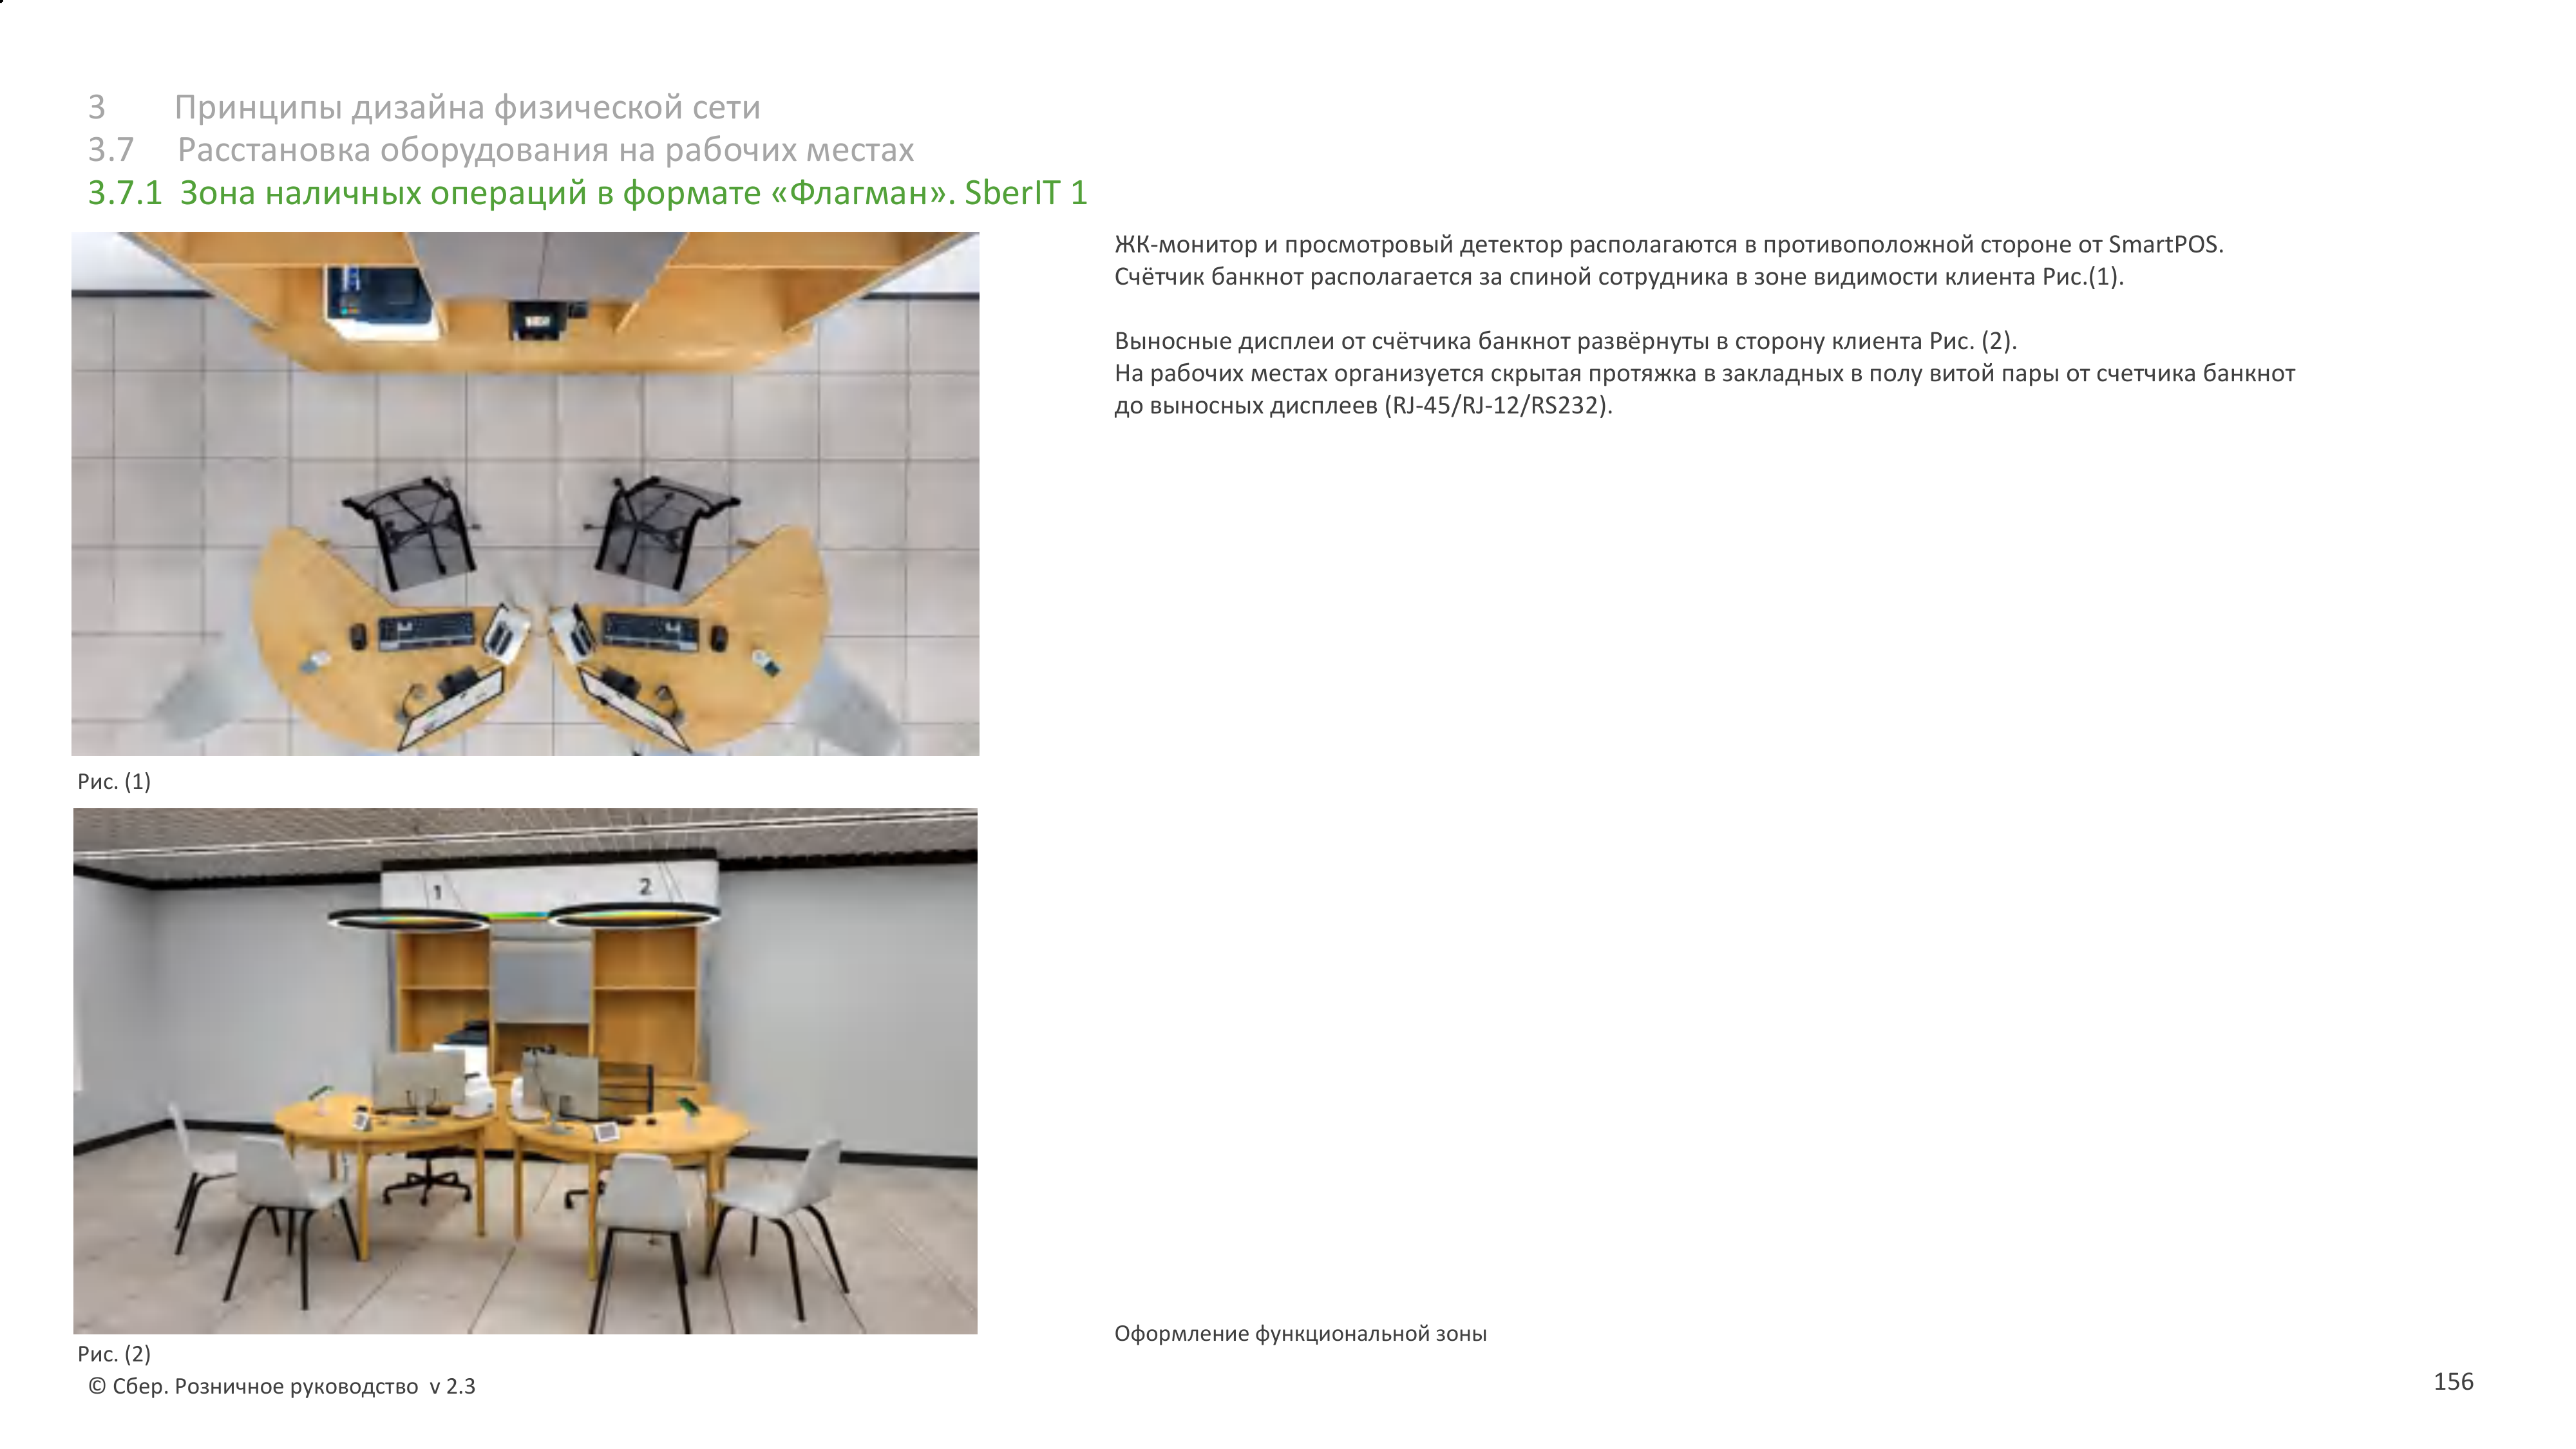 3 Принципы дизайна физической сети
3.7 Расстановка оборудования на рабочих местах
3.7.1 Зона наличных операций в формате «Флагман». SberIT 1
ЖК-монитор и просмотровый детектор располагаются в противоположной стороне от SmartPOS.
Счётчик банкнот располагается за спиной сотрудника в зоне видимости клиента Рис.(1).
Выносные дисплеи от счётчика банкнот развёрнуты в сторону клиента Рис. (2).
На рабочих местах организуется скрытая протяжка в закладных в полу витой пары от счетчика банкнот
до выносных дисплеев (RJ-45/RJ-12/RS232).
Рис. (1)
1
2
Рис. (2)
Оформление функциональной зоны
© Сбер. Розничное руководство v 2.3
156